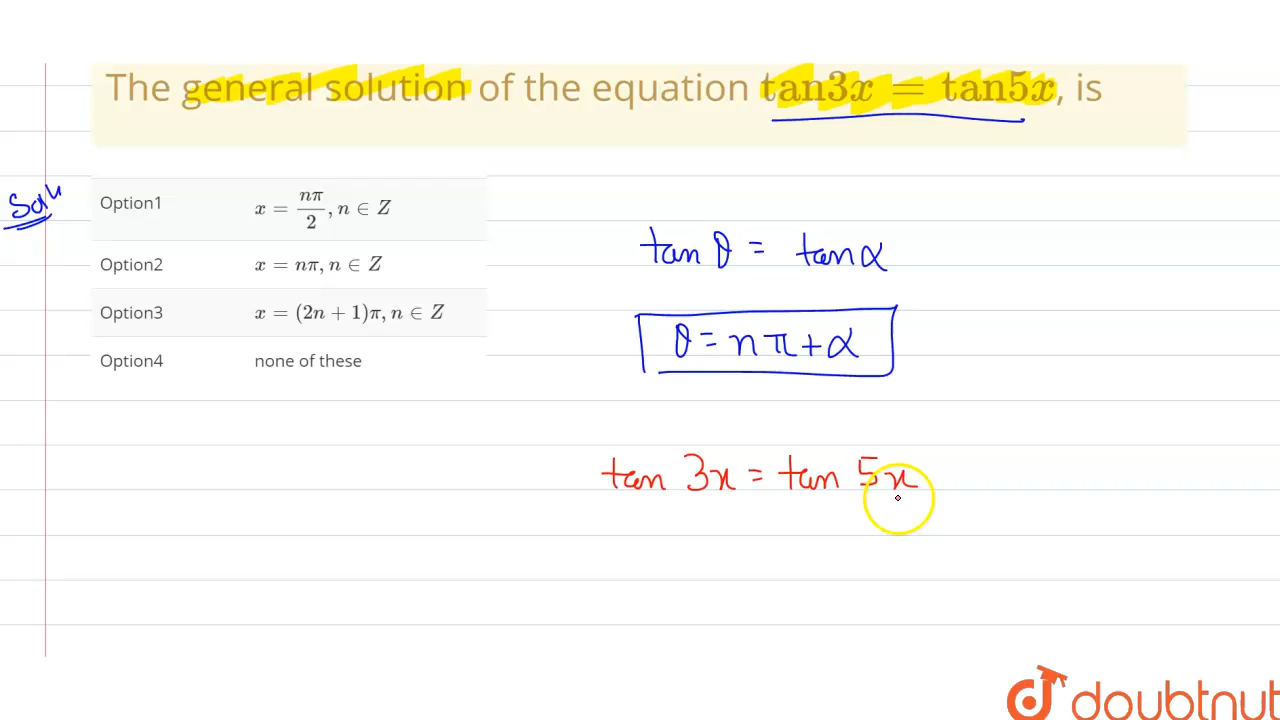 The general solution of the equation tan3x = tan5x, is
Soln
Option1 x = nπ/2, n ∈ Z
Option2 x = nπ, n ∈ Z
Option3 x = (2n + 1)π, n ∈ Z
Option4 none of these
tan θ = tan α
θ = nπ + α
tan 3x = tan 5x
doubtnut